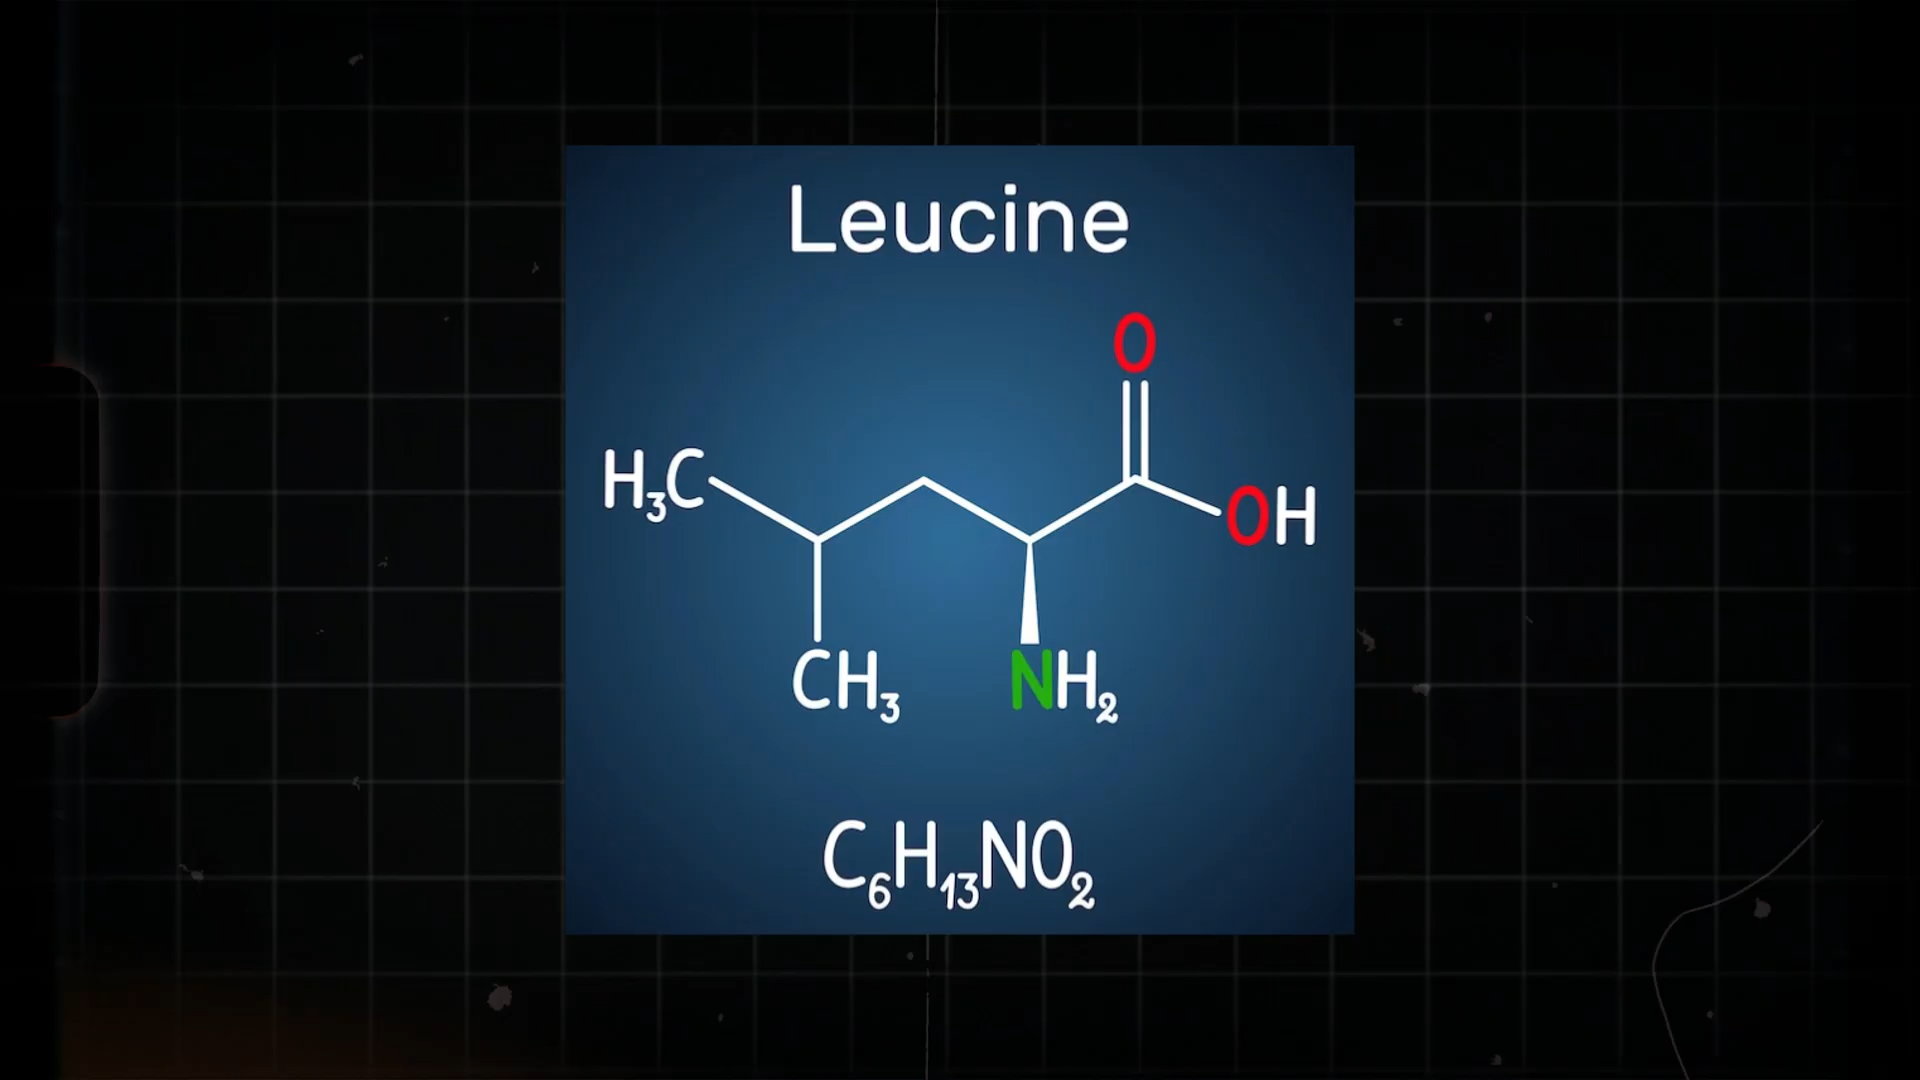 Leucine
O
H₃C
OH
CH₃
NH₂
C₆H₁₃NO₂